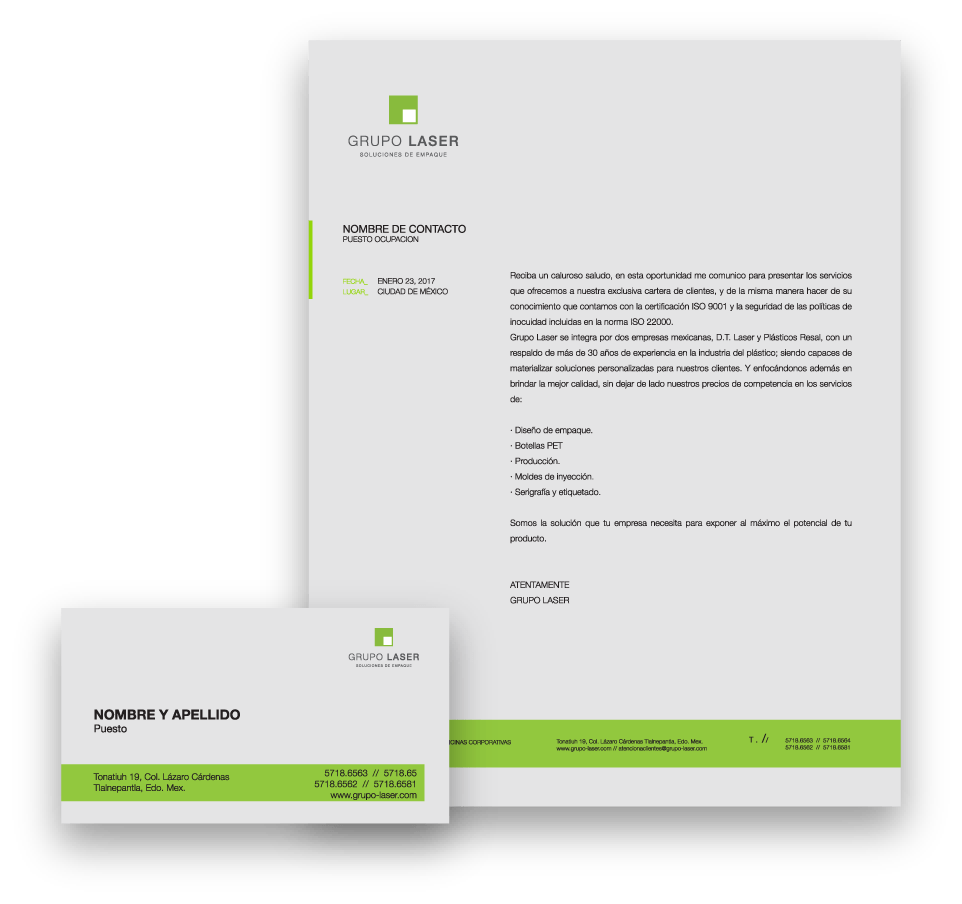 GRUPO LASER
SOLUCIONES DE EMPAQUE
NOMBRE DE CONTACTO
PUESTO OCUPACION
FECHA_ ENERO 23, 2017
LUGAR_ CIUDAD DE MÉXICO
Reciba un caluroso saludo, en esta oportunidad me comunico para presentar los servicios
que ofrecemos a nuestra exclusiva cartera de clientes, y de la misma manera hacer de su
conocimiento que contamos con la certificación ISO 9001 y la seguridad de las políticas de
inocuidad incluidas en la norma ISO 22000.
Grupo Laser se integra por dos empresas mexicanas, D.T. Laser y Plásticos Resal, con un
respaldo de más de 30 años de experiencia en la industria del plástico; siendo capaces de
materializar soluciones personalizadas para nuestros clientes. Y enfocándonos además en
brindar la mejor calidad, sin dejar de lado nuestros precios de competencia en los servicios
de:
· Diseño de empaque.
· Botellas PET
· Producción.
· Moldes de inyección.
· Serigrafía y etiquetado.
Somos la solución que tu empresa necesita para exponer al máximo el potencial de tu
producto.
ATENTAMENTE
GRUPO LASER
CINAS CORPORATIVAS
Tonatiuh 19, Col. Lázaro Cárdenas Tlalnepantla, Edo. Mex.
www.grupo-laser.com // atencionaclientes@grupo-laser.com
T. //
5718.6563 // 5718.6564
5718.6562 // 5718.6581
GRUPO LASER
SOLUCIONES DE EMPAQUE
NOMBRE Y APELLIDO
Puesto
Tonatiuh 19, Col. Lázaro Cárdenas
Tlalnepantla, Edo. Mex.
5718.6563 // 5718.65
5718.6562 // 5718.6581
www.grupo-laser.com